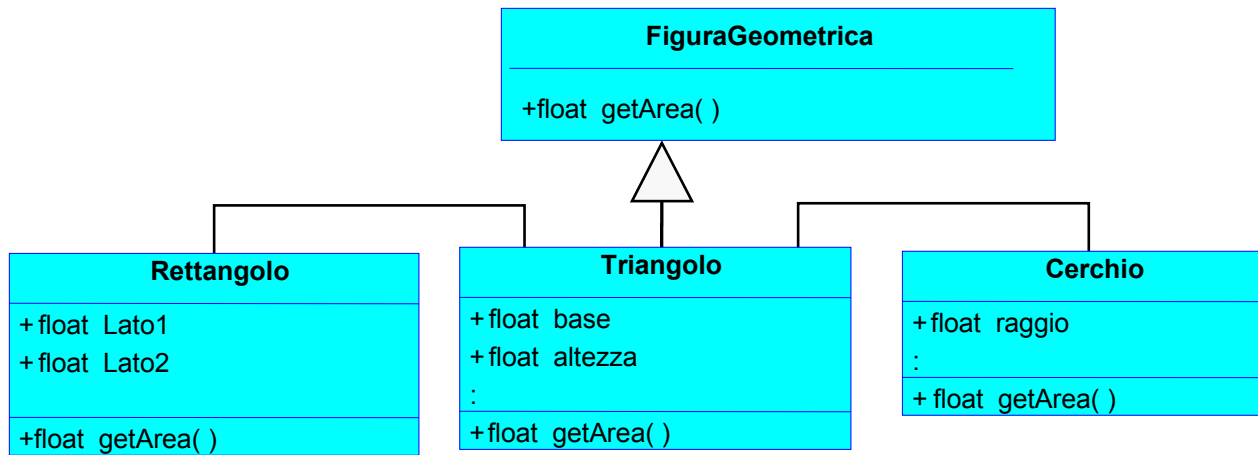 FiguraGeometrica
+float getArea( )
Rettangolo
+float Lato1
+float Lato2
+float getArea( )
Triangolo
+float base
+float altezza
:
+float getArea( )
Cerchio
+float raggio
:
+ float getArea( )